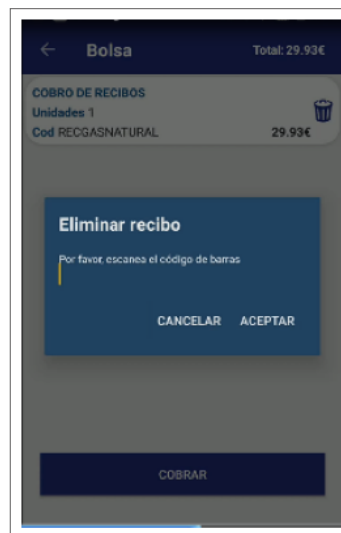 ← Bolsa Total: 29.93€
COBRO DE RECIBOS
Unidades 1
Cod RECGASNATURAL 29.93€
Eliminar recibo
Por favor, escanea el código de barras
CANCELAR ACEPTAR
COBRAR